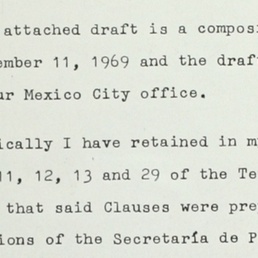 attached draft is a composi
ember 11, 1969 and the draf
ur Mexico City office.
ically I have retained in m
11, 12, 13 and 29 of the Te
that said Clauses were pre
ions of the Secretaría de P